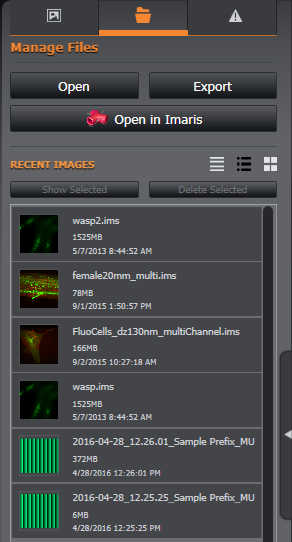 Manage Files
Open
Export
Open in Imaris
RECENT IMAGES
Show Selected
Delete Selected
wasp2.ims
1525MB
5/7/2013 8:44:52 AM
female20mm_multi.ims
78MB
9/1/2015 1:50:57 PM
FluoCells_dz130nm_multiChannel.ims
166MB
9/2/2015 10:27:18 AM
wasp.ims
1525MB
5/7/2013 8:44:52 AM
2016-04-28_12.26.01_Sample Prefix_MU
372MB
4/28/2016 12:26:01 PM
2016-04-28_12.25.25_Sample Prefix_MU
6MB
4/28/2016 12:25:25 PM